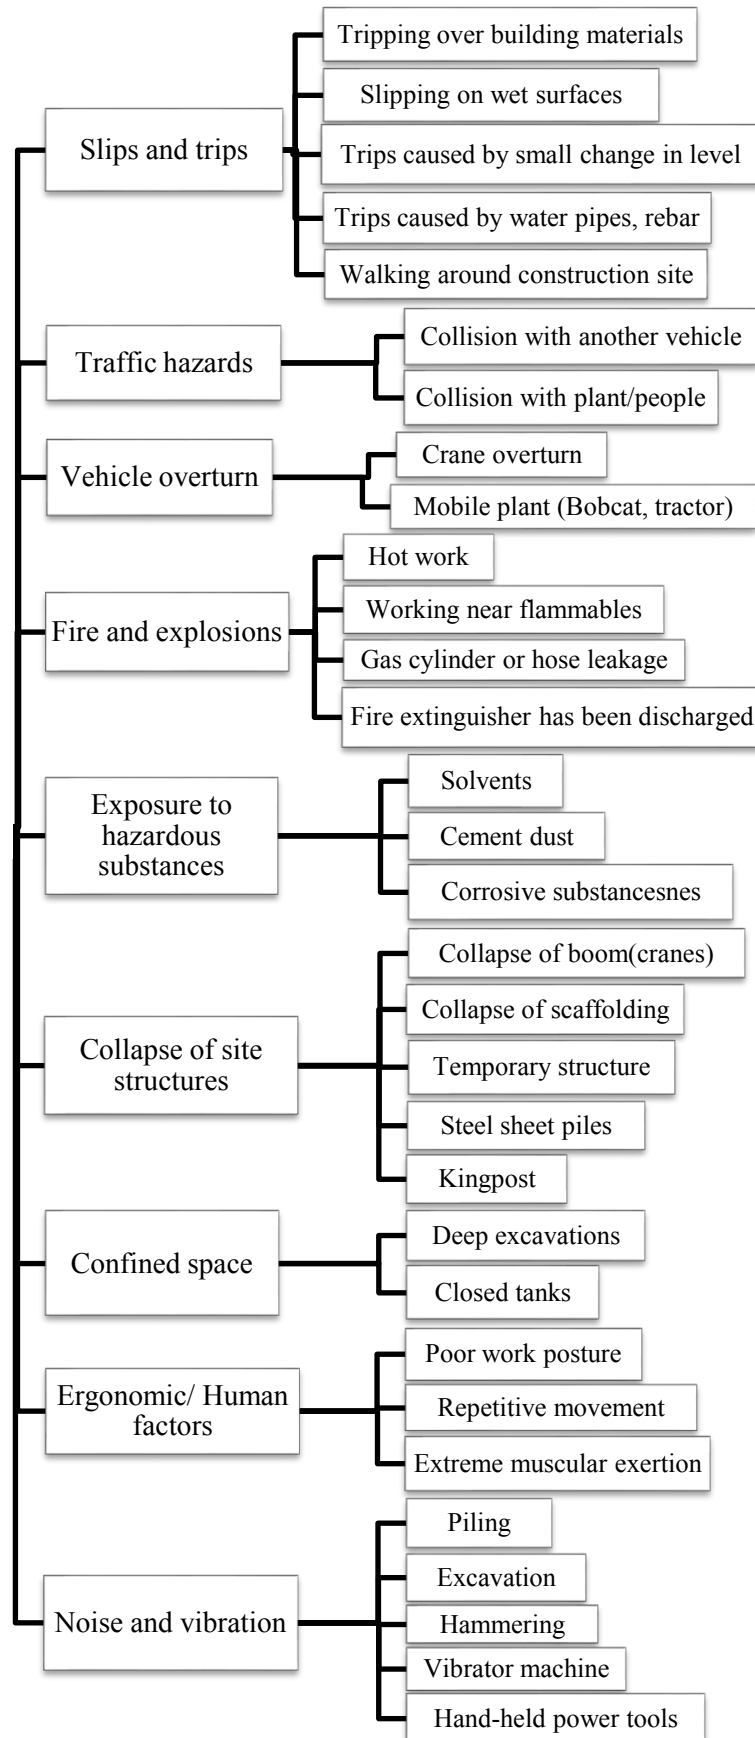 Slips and trips
Tripping over building materials
Slipping on wet surfaces
Trips caused by small change in level
Trips caused by water pipes, rebar
Walking around construction site
Traffic hazards
Collision with another vehicle
Collision with plant/people
Vehicle overturn
Crane overturn
Mobile plant (Bobcat, tractor)
Fire and explosions
Hot work
Working near flammables
Gas cylinder or hose leakage
Fire extinguisher has been discharged
Exposure to
hazardous
substances
Solvents
Cement dust
Corrosive substancesnes
Collapse of site
structures
Collapse of boom(cranes)
Collapse of scaffolding
Temporary structure
Steel sheet piles
Kingpost
Confined space
Deep excavations
Closed tanks
Ergonomic/ Human
factors
Poor work posture
Repetitive movement
Extreme muscular exertion
Noise and vibration
Piling
Excavation
Hammering
Vibrator machine
Hand-held power tools